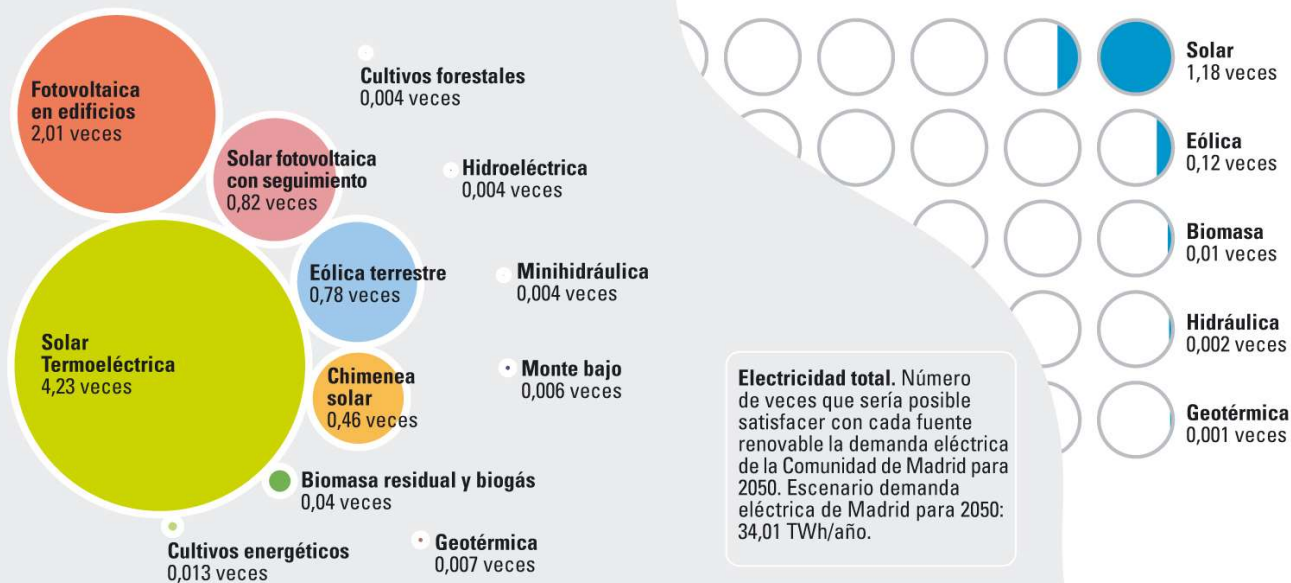 Fotovoltaica
en edificios
2,01 veces
Cultivos forestales
0,004 veces
Solar fotovoltaica
con seguimiento
0,82 veces
Hidroeléctrica
0,004 veces
Eólica terrestre
0,78 veces
Minihidráulica
0,004 veces
Solar
Termoeléctrica
4,23 veces
Chimenea
solar
0,46 veces
Monte bajo
0,006 veces
Biomasa residual y biogás
0,04 veces
Cultivos energéticos
0,013 veces
Geotérmica
0,007 veces
Electricidad total. Número
de veces que sería posible
satisfacer con cada fuente
renovable la demanda eléctrica
de la Comunidad de Madrid para
2050. Escenario demanda
eléctrica de Madrid para 2050:
34,01 TWh/año.
Solar
1,18 veces
Eólica
0,12 veces
Biomasa
0,01 veces
Hidráulica
0,002 veces
Geotérmica
0,001 veces